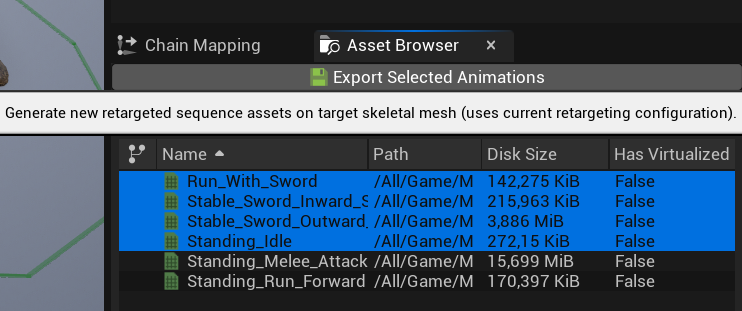 Chain Mapping Asset Browser ×
Export Selected Animations
Generate new retargeted sequence assets on target skeletal mesh (uses current retargeting configuration).
Name Path Disk Size Has Virtualized
Run_With_Sword /All/Game/M 142,275 KiB False
Stable_Sword_Inward_S /All/Game/M 215,963 KiB False
Stable_Sword_Outward_ /All/Game/M 3,886 MiB False
Standing_Idle /All/Game/M 272,15 KiB False
Standing_Melee_Attack /All/Game/M 15,699 MiB False
Standing_Run_Forward /All/Game/M 170,397 KiB False